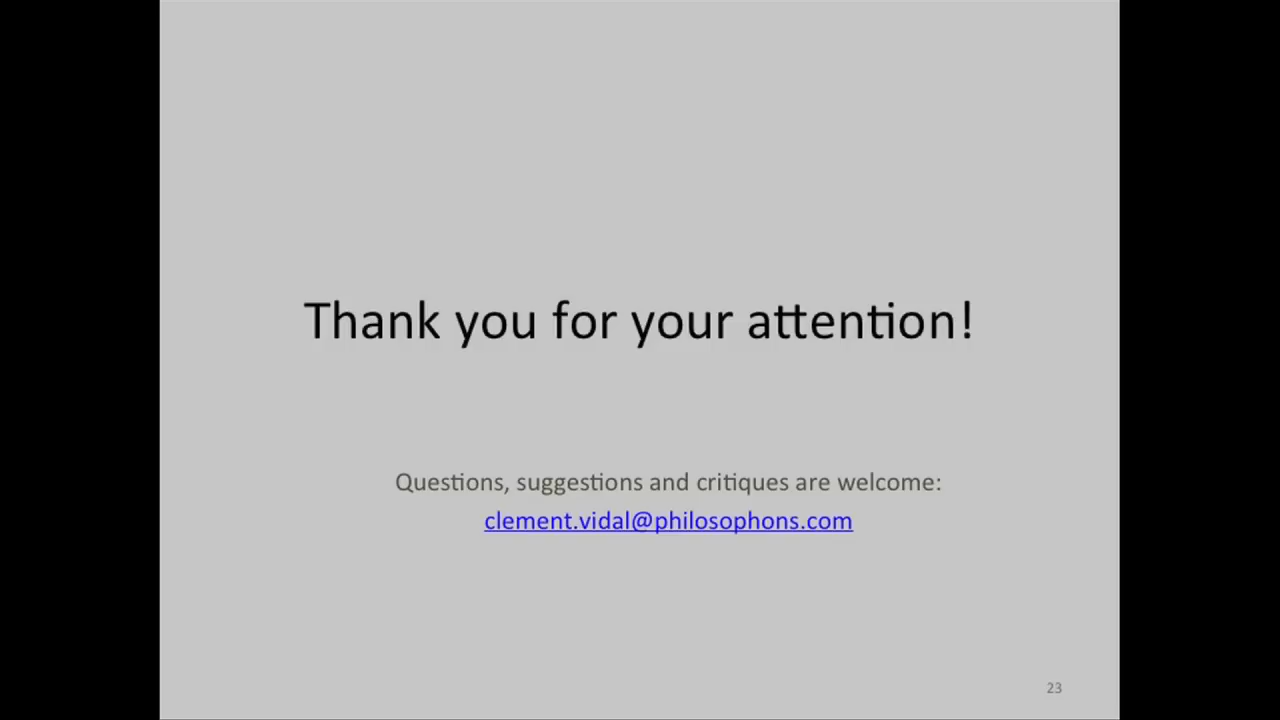 Thank you for your attention!
Questions, suggestions and critiques are welcome:
clement.vidal@philosophons.com
23